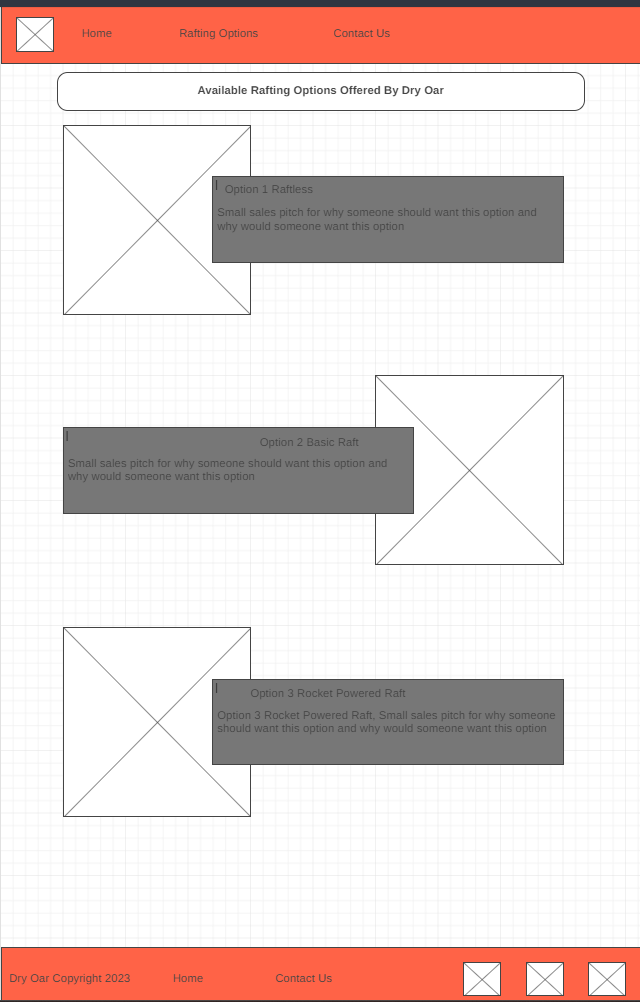 Home Rafting Options Contact Us
Available Rafting Options Offered By Dry Oar
Option 1 Raftless
Small sales pitch for why someone should want this option and
why would someone want this option
Option 2 Basic Raft
Small sales pitch for why someone should want this option and
why would someone want this option
Option 3 Rocket Powered Raft
Option 3 Rocket Powered Raft, Small sales pitch for why someone
should want this option and why would someone want this option
Dry Oar Copyright 2023 Home Contact Us